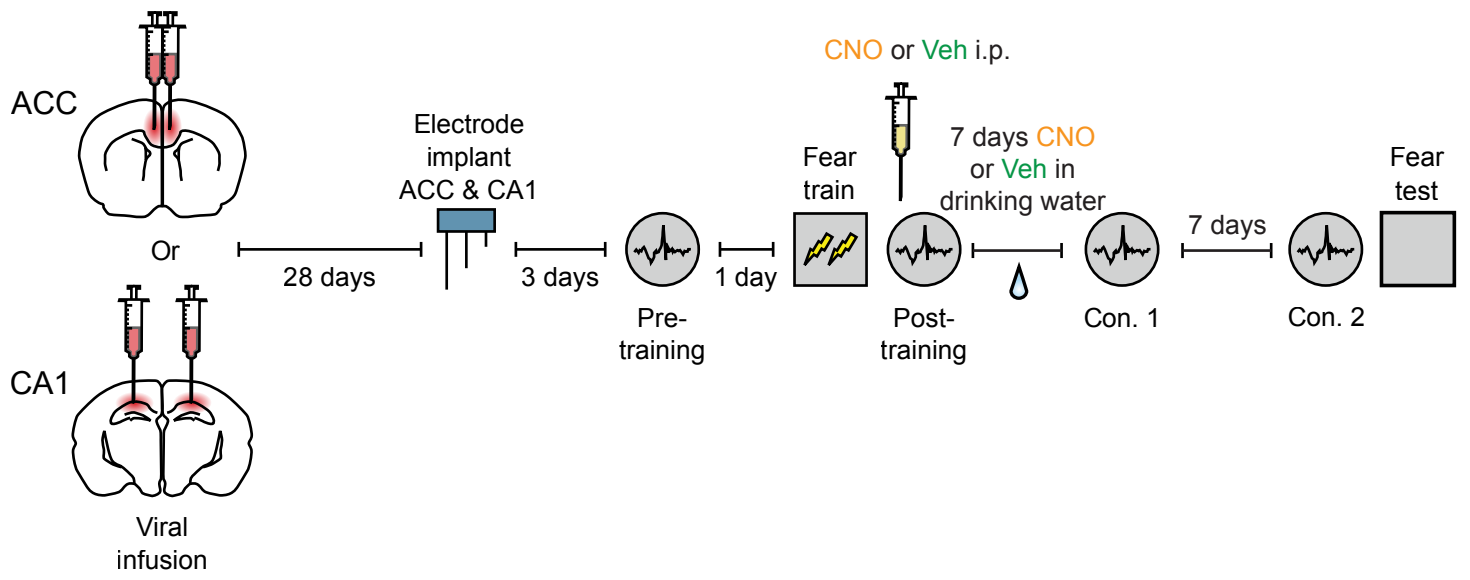 ACC
Or
CA1
Viral
infusion
28 days
Electrode
implant
ACC & CA1
3 days
Pre-
training
1 day
Fear
train
CNO or Veh i.p.
Post-
training
7 days CNO
or Veh in
drinking water
Con. 1
7 days
Con. 2
Fear
test